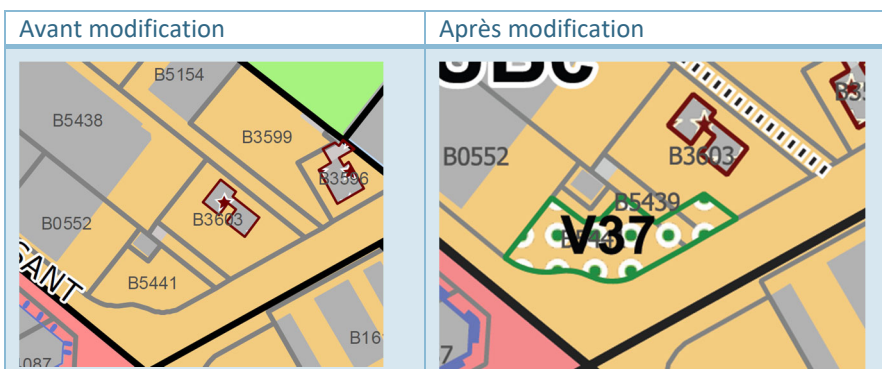 Avant modification
Après modification
B5154
B5438
B3599
B3596
B0552
B3603
B5441
SANT
B16
087
UBC
B0552
B3603
B5439
V37
7